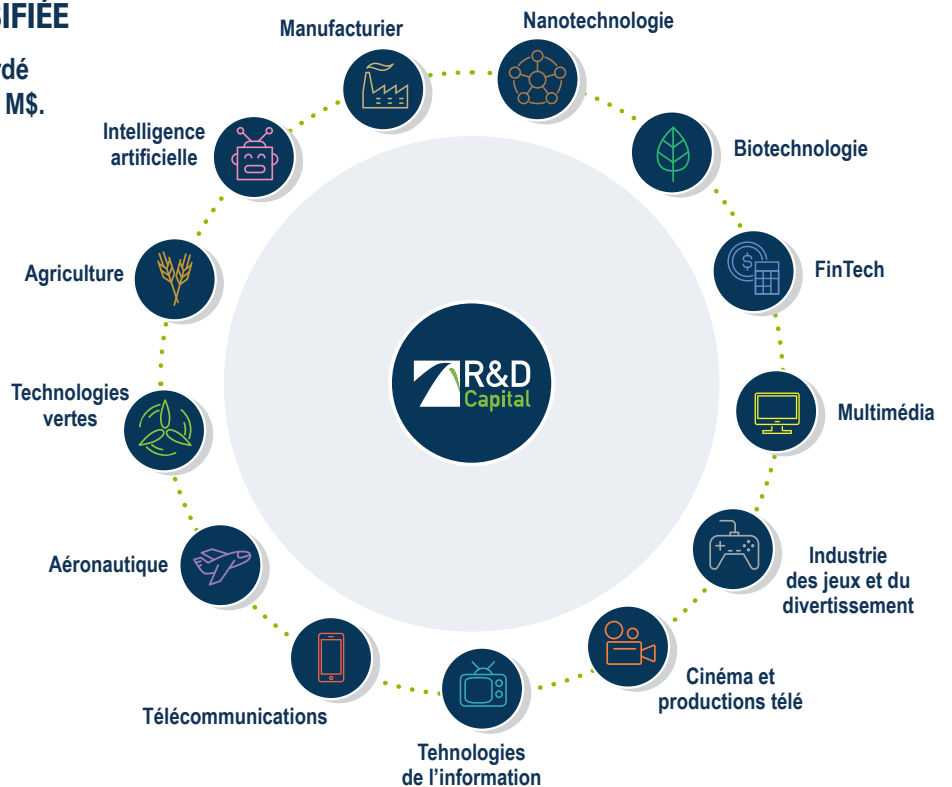 SIFIÉE
rdé
M$.
Nanotechnologie
Manufacturier
Biotechnologie
Intelligence
artificielle
FinTech
Agriculture
R&D
Capital
Technologies
vertes
Multimédia
Aéronautique
Industrie
des jeux et du
divertissement
Cinéma et
productions télé
Télécommunications
Tehnologies
de l'information